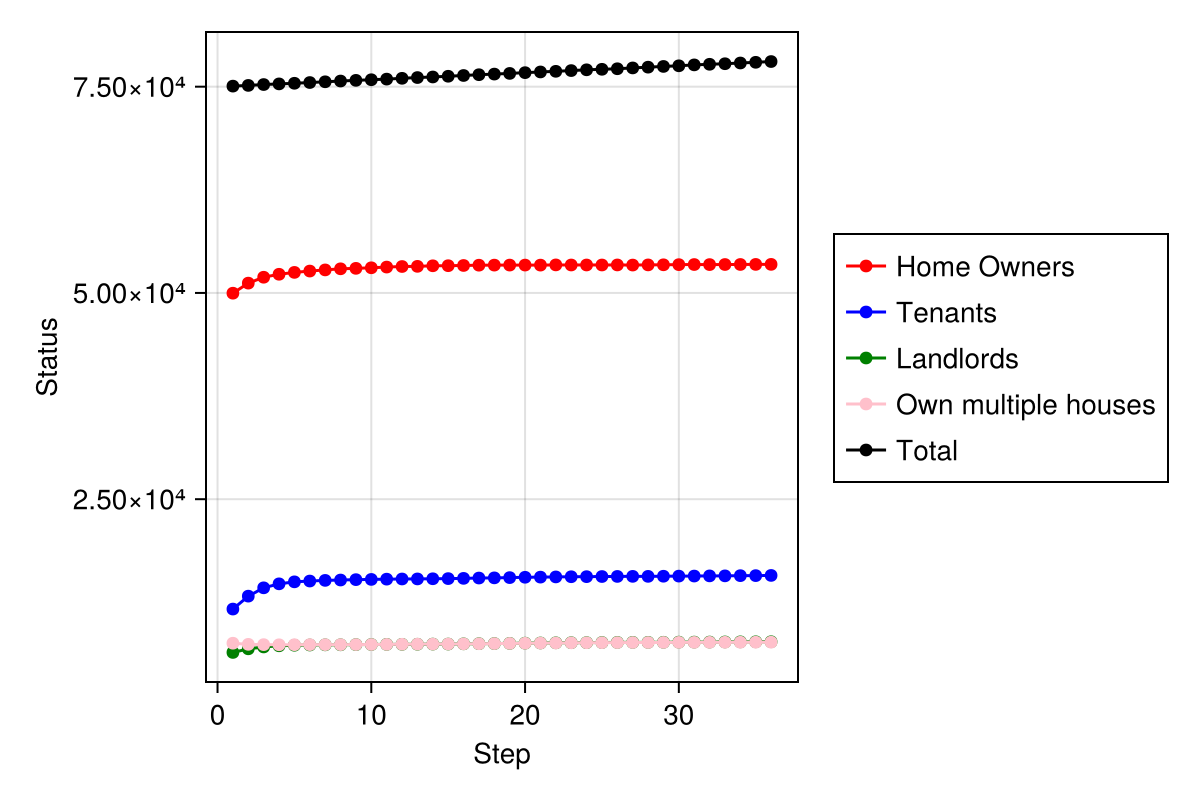 7.50×10⁴
5.00×10⁴
2.50×10⁴
Status
0 10 20 30
Step
Home Owners
Tenants
Landlords
Own multiple houses
Total